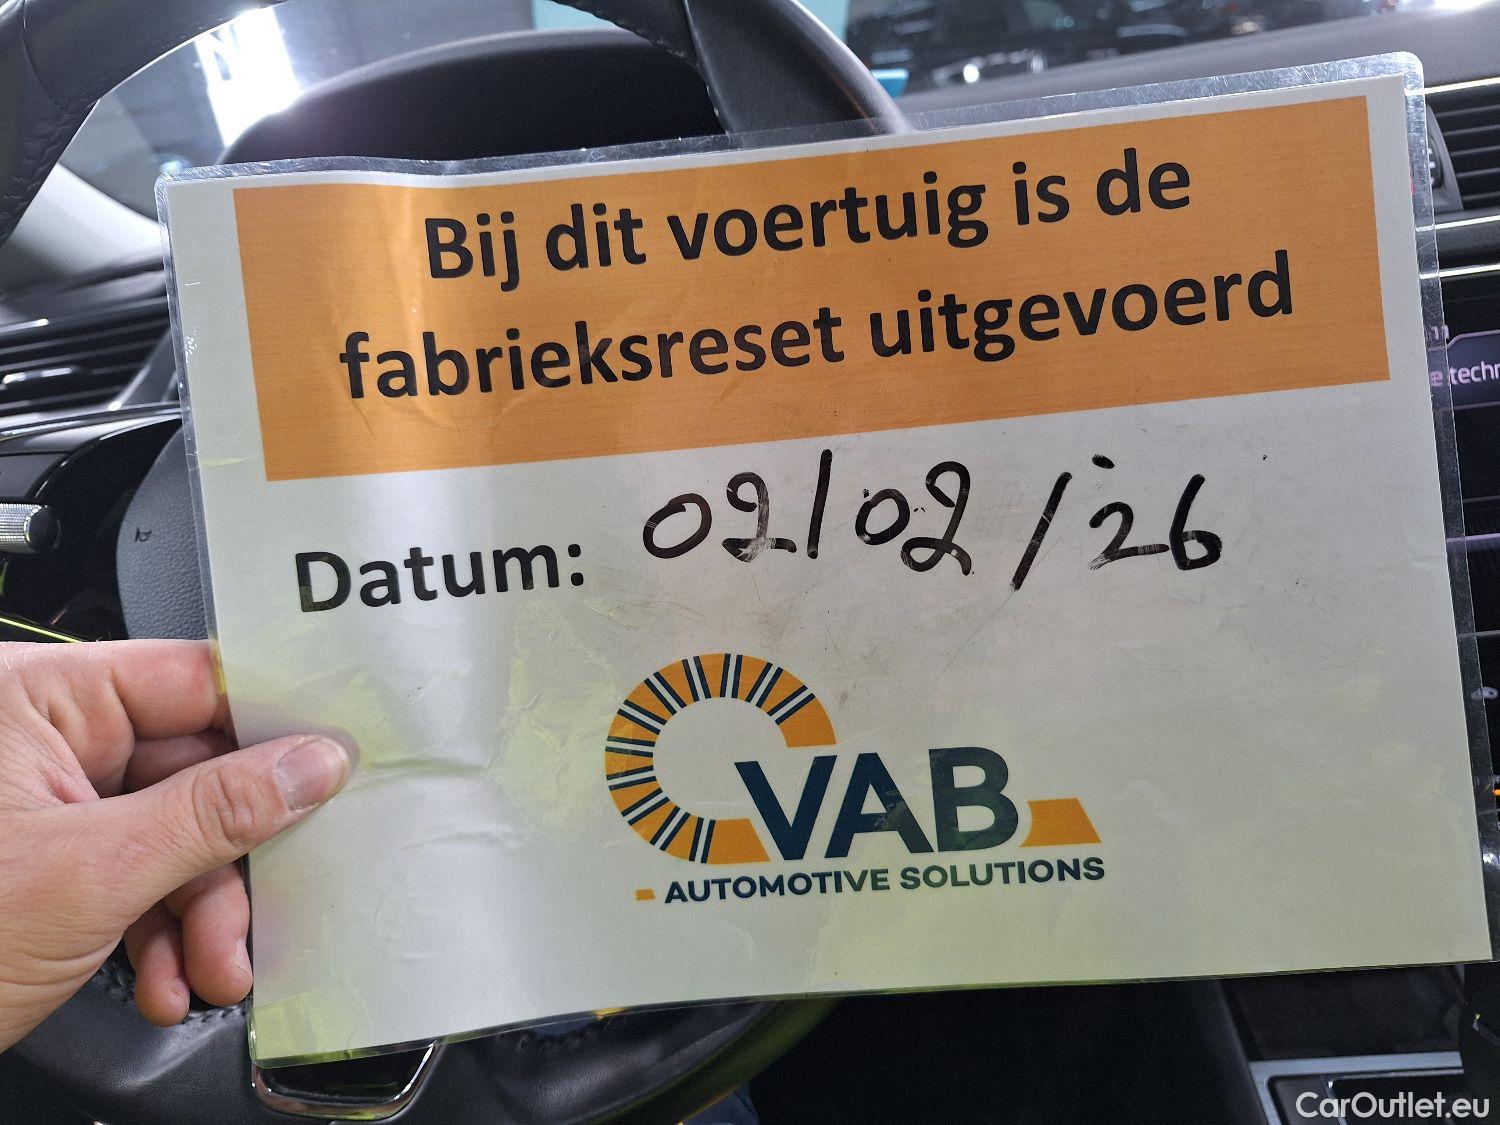 Bij dit voertuig is de
fabrieksreset uitgevoerd
Datum: 02/02/26
VAB
AUTOMOTIVE SOLUTIONS
CarOutlet.eu